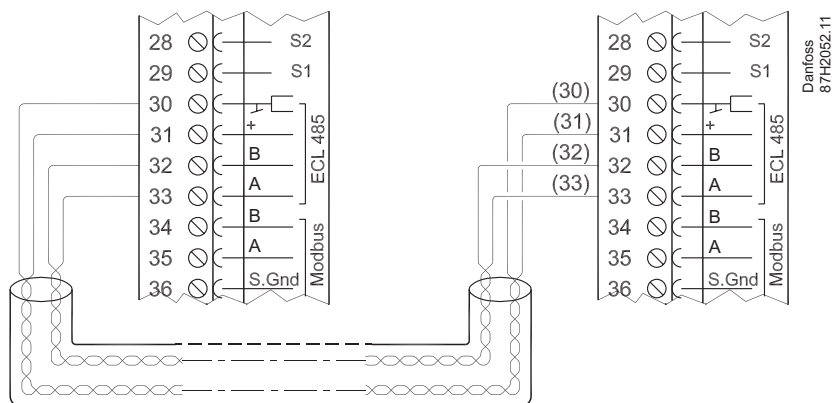 28 S2
29 S1
30
31 +
32 B
33 A
ECL 485
34 B
35 A
36 S.Gnd
Modbus
28 S2
29 S1
(30) 30
(31) 31 +
(32) 32 B
(33) 33 A
ECL 485
34 B
35 A
36 S.Gnd
Modbus
Danfoss
87H2052.11